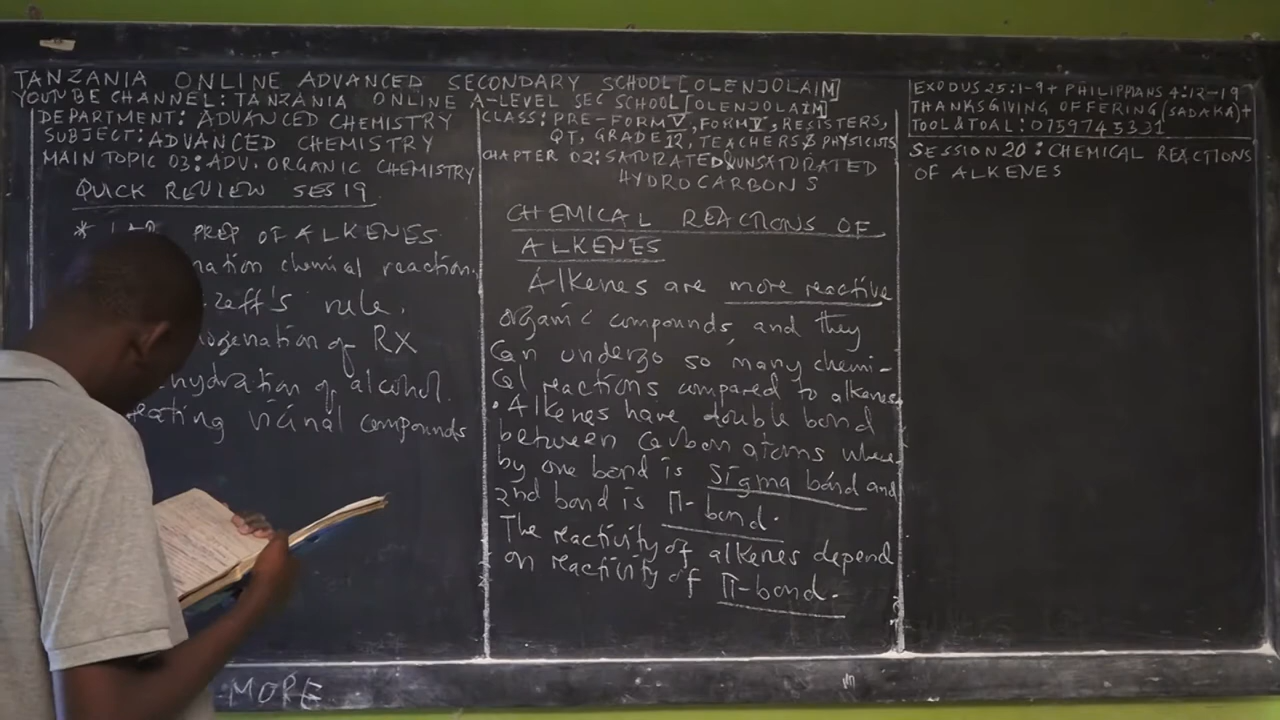 TANZANIA ONLINE ADVANCED SECONDARY SCHOOL [OLENJOLAIM]
YOUTUBE CHANNEL: TANZANIA ONLINE A-LEVEL SEC SCHOOL [OLENJOLAIM]
DEPARTMENT: ADVANCED CHEMISTRY
SUBJECT: ADVANCED CHEMISTRY
MAIN TOPIC 03: ADV. ORGANIC CHEMISTRY
QUICK REVIEW SES 19
* LAB PREP OF ALKENES
nation chemial reaction.
zeff's rule.
ogenation of RX
hydration of alcohol.
eating vicinal compounds
MORE
CLASS: PRE-FORM V, FORM V, RESISTERS,
QT, GRADE 12, TEACHERS & PHYSICISTS
CHAPTER 02: SATURATED & UNSATURATED
HYDROCARBONS
CHEMICAL REACTIONS OF
ALKENES
Alkenes are more reactive
organic compounds, and they
Can undergo so many chemi-
cal reactions compared to alkenes
• Alkenes have double bond
between Carbon atoms where
by one bond is Sigma bond and
2nd bond is Π-bond.
The reactivity of alkenes depend
on reactivity of Π-bond.
EXODUS 25:1-9 + PHILIPPIANS 4:12-19
THANKSGIVING OFFERING (SADAKA) +
TOOL & TOAL: 0759745331
SESSION 20: CHEMICAL REACTIONS
OF ALKENES